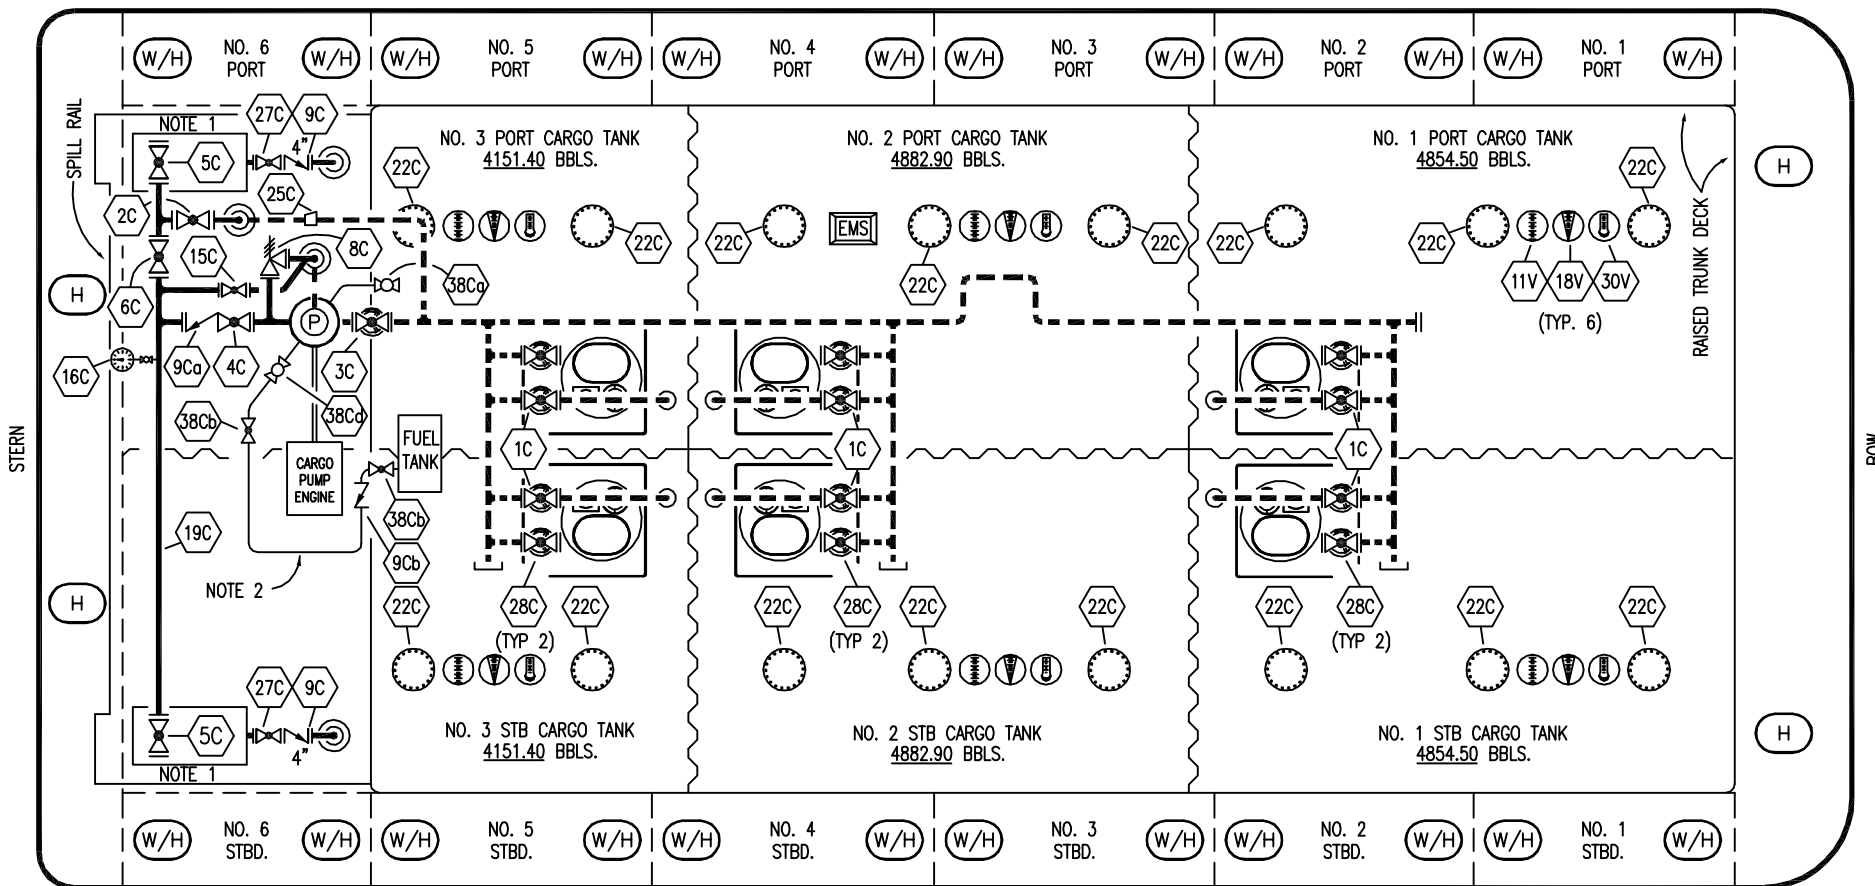 W/H
NO. 6
PORT
W/H
W/H
NO. 5
PORT
W/H
W/H
NO. 4
PORT
W/H
W/H
NO. 3
PORT
W/H
W/H
NO. 2
PORT
W/H
W/H
NO. 1
PORT
W/H
SPILL RAIL
NOTE 1
27C
9C
4"
5C
NO. 3 PORT CARGO TANK
4151.40 BBLS.
NO. 2 PORT CARGO TANK
4882.90 BBLS.
NO. 1 PORT CARGO TANK
4854.50 BBLS.
H
22C
22C
25C
2C
15C
8C
22C
22C
EMS
22C
22C
22C
22C
38Ca
22C
11V
18V
30V
(TYP. 6)
H
6C
P
RAISED TRUNK DECK
16C
9Ca
4C
3C
38Cb
38Cd
STERN
BOW
FUEL
TANK
CARGO
PUMP
ENGINE
1C
1C
1C
19C
38Cb
9Cb
NOTE 2
H
22C
28C
(TYP 2)
22C
22C
28C
(TYP 2)
22C
22C
22C
28C
(TYP 2)
22C
22C
27C
9C
4"
5C
NOTE 1
NO. 3 STB CARGO TANK
4151.40 BBLS.
NO. 2 STB CARGO TANK
4882.90 BBLS.
NO. 1 STB CARGO TANK
4854.50 BBLS.
H
W/H
NO. 6
STBD.
W/H
W/H
NO. 5
STBD.
W/H
W/H
NO. 4
STBD.
W/H
W/H
NO. 3
STBD.
W/H
W/H
NO. 2
STBD.
W/H
W/H
NO. 1
STBD.
W/H